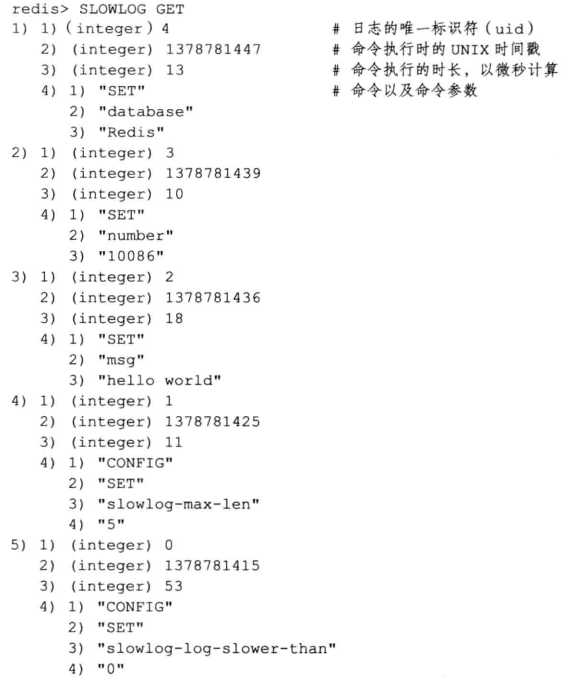 redis> SLOWLOG GET
1) 1) (integer) 4 # 日志的唯一标识符（uid）
2) (integer) 1378781447 # 命令执行时的 UNIX 时间戳
3) (integer) 13 # 命令执行的时长，以微秒计算
4) 1) "SET" # 命令以及命令参数
2) "database"
3) "Redis"
2) 1) (integer) 3
2) (integer) 1378781439
3) (integer) 10
4) 1) "SET"
2) "number"
3) "10086"
3) 1) (integer) 2
2) (integer) 1378781436
3) (integer) 18
4) 1) "SET"
2) "msg"
3) "hello world"
4) 1) (integer) 1
2) (integer) 1378781425
3) (integer) 11
4) 1) "CONFIG"
2) "SET"
3) "slowlog-max-len"
4) "5"
5) 1) (integer) 0
2) (integer) 1378781415
3) (integer) 53
4) 1) "CONFIG"
2) "SET"
3) "slowlog-log-slower-than"
4) "0"